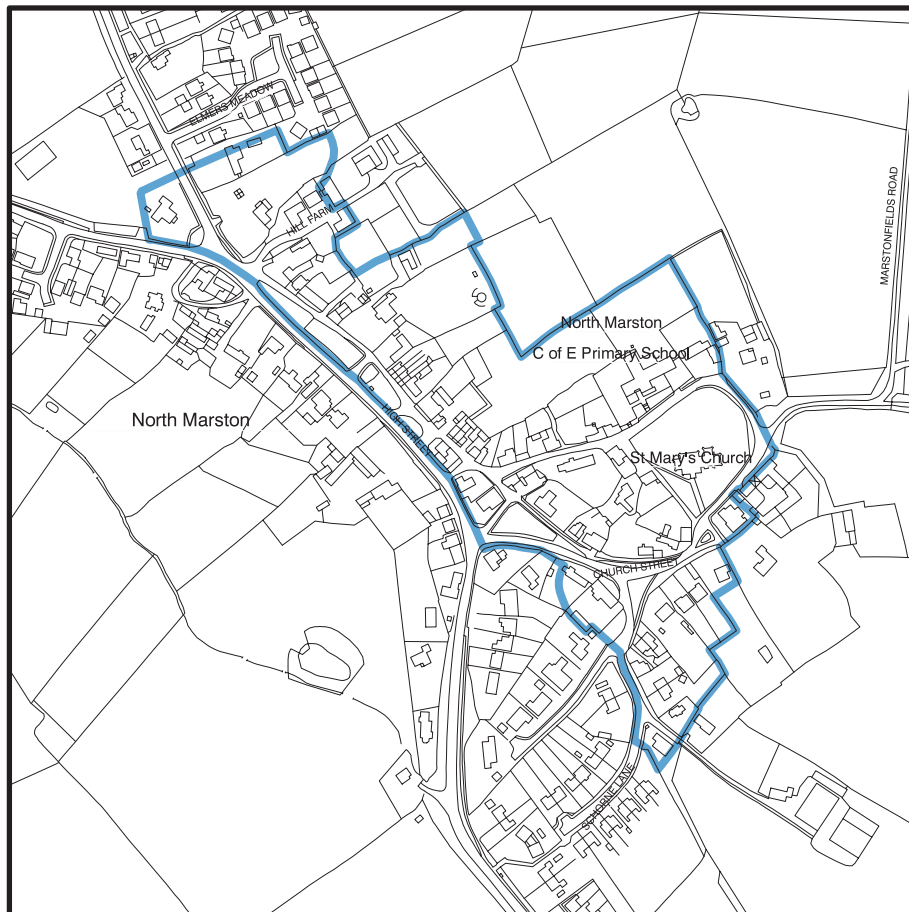 ELMERS MEADOW
MARSTONFIELDS ROAD
HILL FARM
North Marston
C of E Primary School
North Marston
HIGH STREET
St Mary's Church
CHURCH STREET
SCHORNE LANE